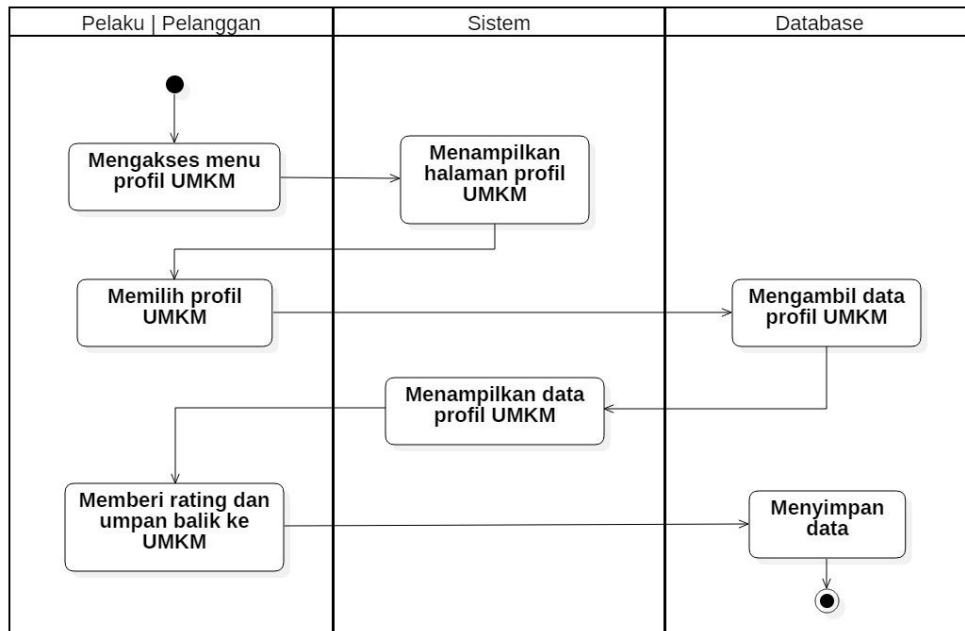 Pelaku | Pelanggan
Sistem
Database
Mengakses menu
profil UMKM
Menampilkan
halaman profil
UMKM
Memilih profil
UMKM
Mengambil data
profil UMKM
Menampilkan data
profil UMKM
Memberi rating dan
umpan balik ke
UMKM
Menyimpan
data